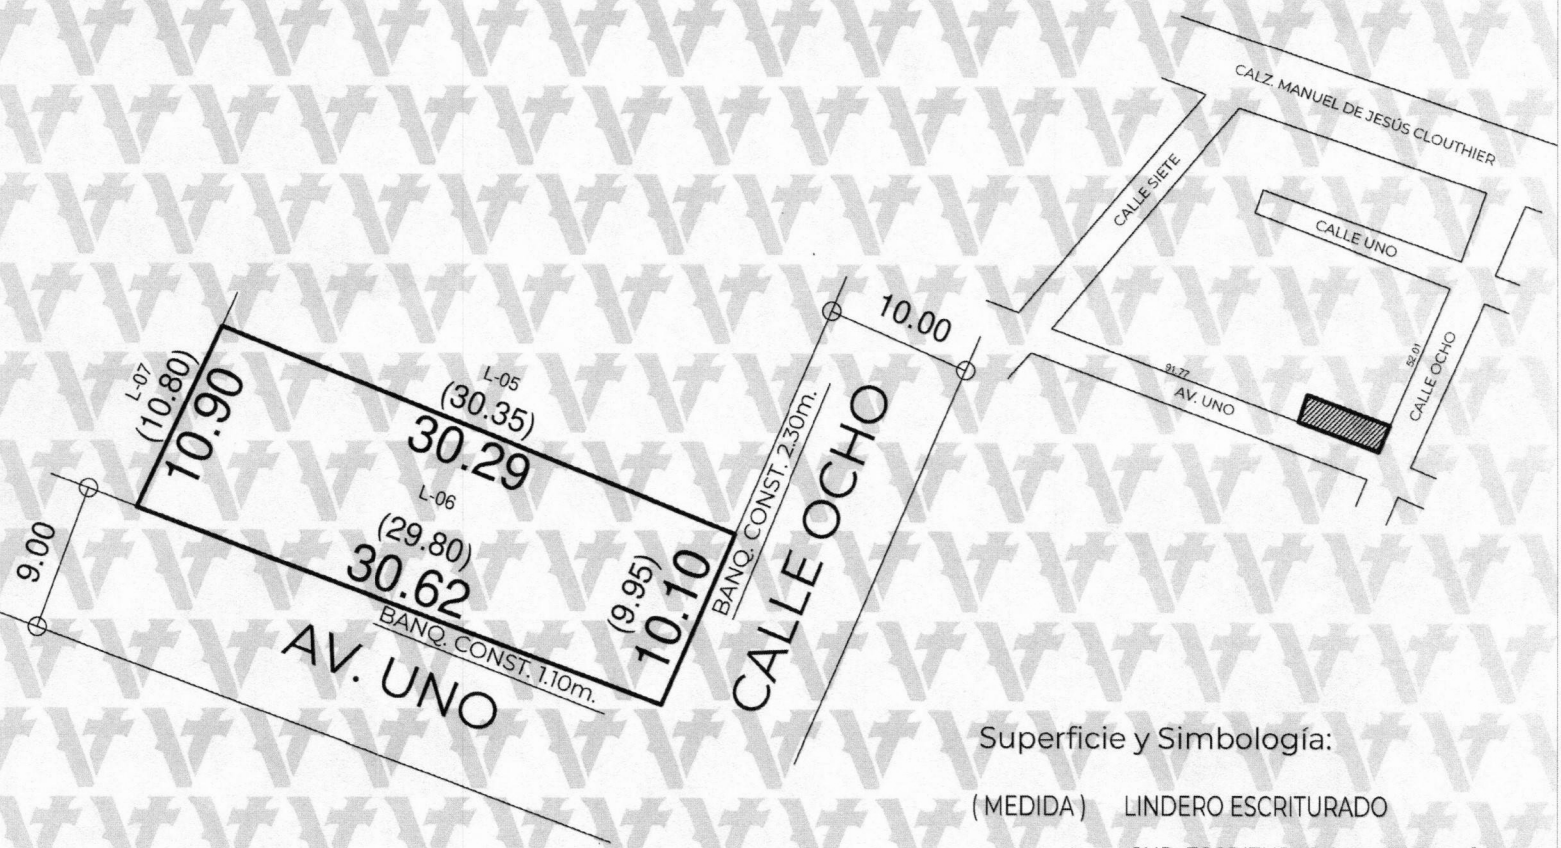 CALZ. MANUEL DE JESÚS CLOUTHIER
CALLE SIETE
CALLE UNO
52.01
CALLE OCHO
91.77
AV. UNO
L-07
(10.80)
10.90
L-05
(30.35)
30.29
L-06
(29.80)
30.62
(9.95)
10.10
10.00
9.00
BANQ. CONST. 2.30m.
CALLE OCHO
BANQ. CONST. 1.10m.
AV. UNO
Superficie y Simbología:
( MEDIDA ) LINDERO ESCRITURADO